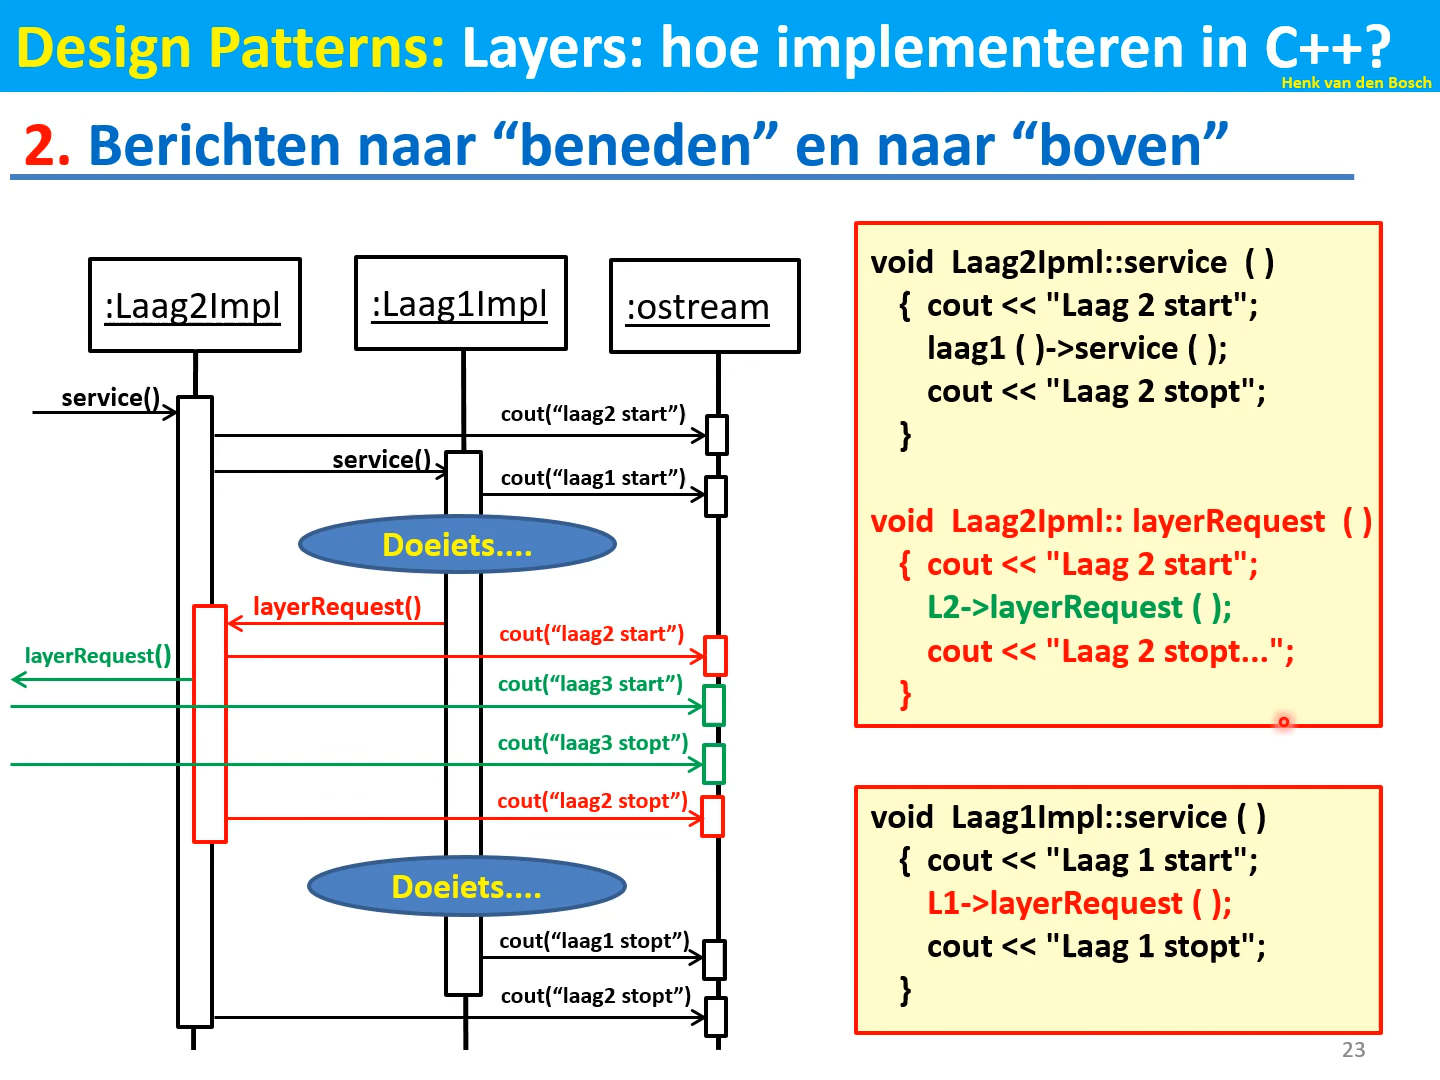 Design Patterns: Layers: hoe implementeren in C++?
Henk van den Bosch
2. Berichten naar “beneden” en naar “boven”
:Laag2Impl
:Laag1Impl
:ostream
service()
cout(“laag2 start”)
service()
cout(“laag1 start”)
Doeiets....
layerRequest()
cout(“laag2 start”)
layerRequest()
cout(“laag3 start”)
cout(“laag3 stopt”)
cout(“laag2 stopt”)
Doeiets....
cout(“laag1 stopt”)
cout(“laag2 stopt”)
void Laag2Ipml::service ( )
{ cout << "Laag 2 start";
laag1 ( )->service ( );
cout << "Laag 2 stopt";
}
void Laag2Ipml:: layerRequest ( )
{ cout << "Laag 2 start";
L2->layerRequest ( );
cout << "Laag 2 stopt...";
}
void Laag1Impl::service ( )
{ cout << "Laag 1 start";
L1->layerRequest ( );
cout << "Laag 1 stopt";
}
23